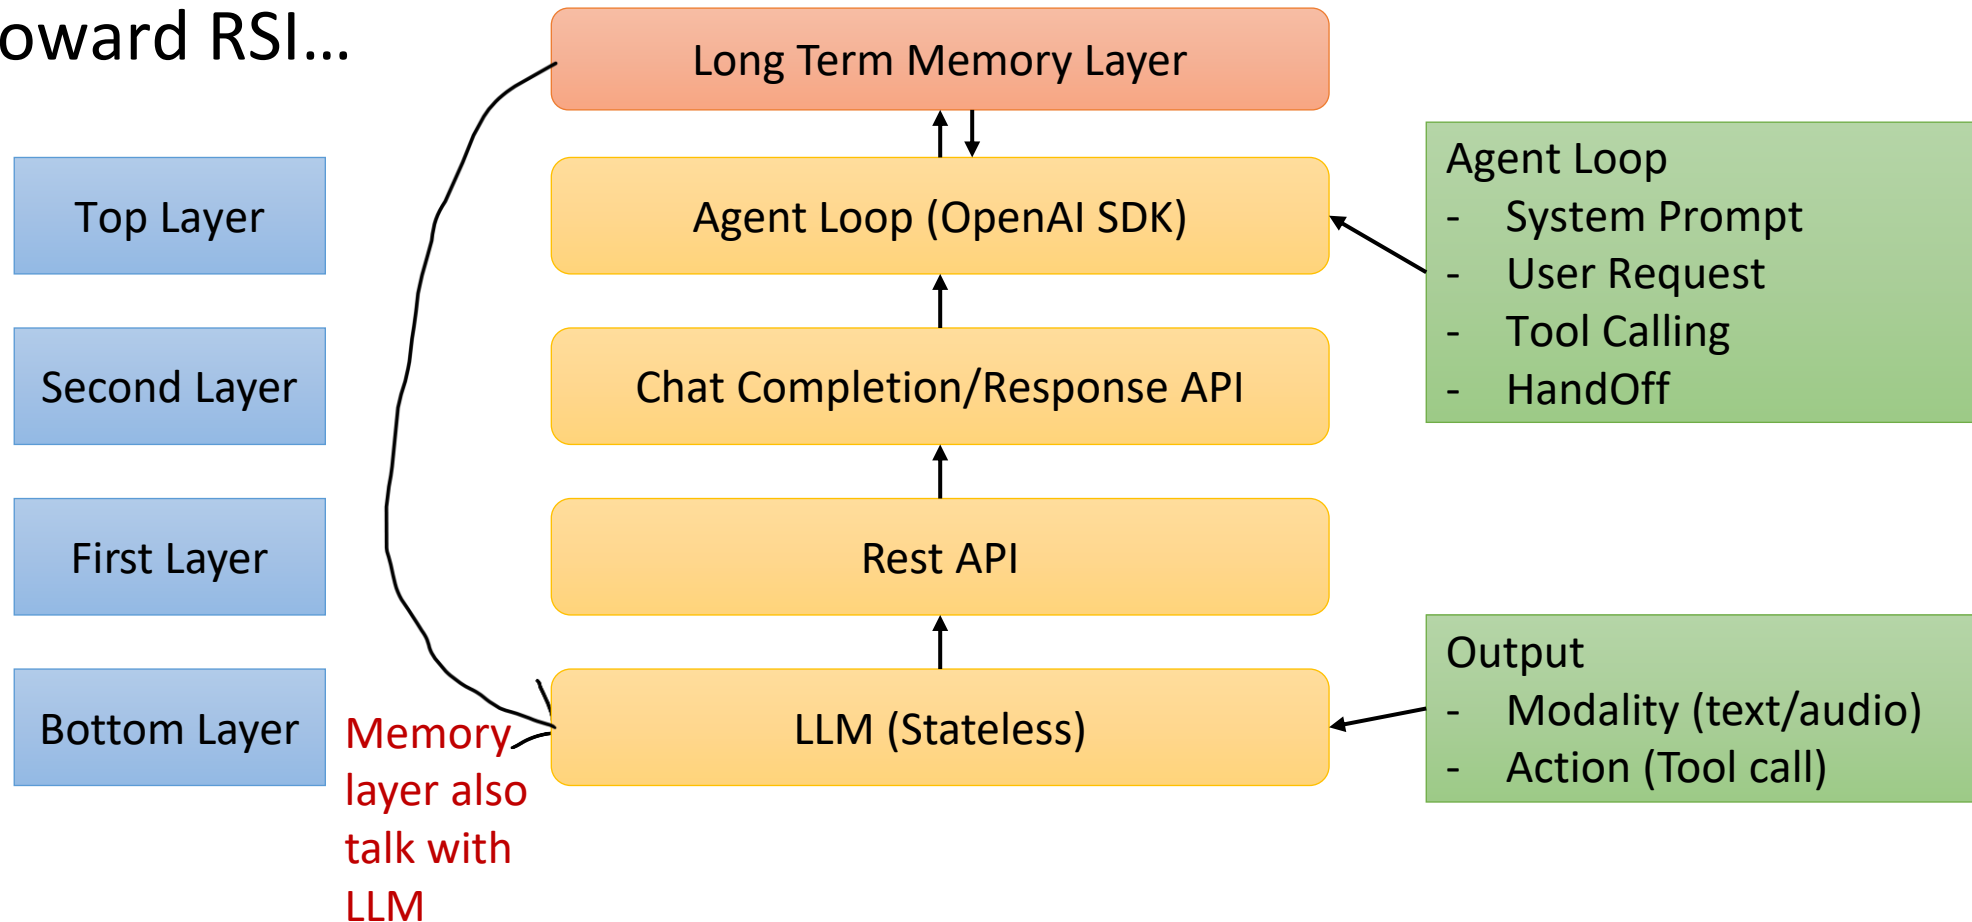 oward RSI...
Long Term Memory Layer
Top Layer
Agent Loop (OpenAI SDK)
Agent Loop
- System Prompt
- User Request
- Tool Calling
- HandOff
Second Layer
Chat Completion/Response API
First Layer
Rest API
Bottom Layer
Memory
layer also
talk with
LLM
LLM (Stateless)
Output
- Modality (text/audio)
- Action (Tool call)